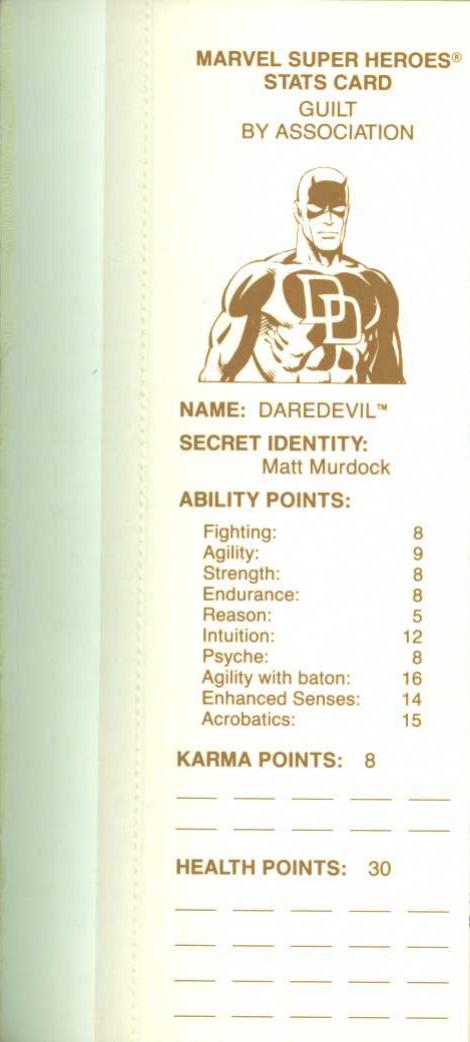 MARVEL SUPER HEROES®
STATS CARD
GUILT
BY ASSOCIATION
DD
NAME: DAREDEVIL™
SECRET IDENTITY:
Matt Murdock
ABILITY POINTS:
Fighting: 8
Agility: 9
Strength: 8
Endurance: 8
Reason: 5
Intuition: 12
Psyche: 8
Agility with baton: 16
Enhanced Senses: 14
Acrobatics: 15
KARMA POINTS: 8
HEALTH POINTS: 30